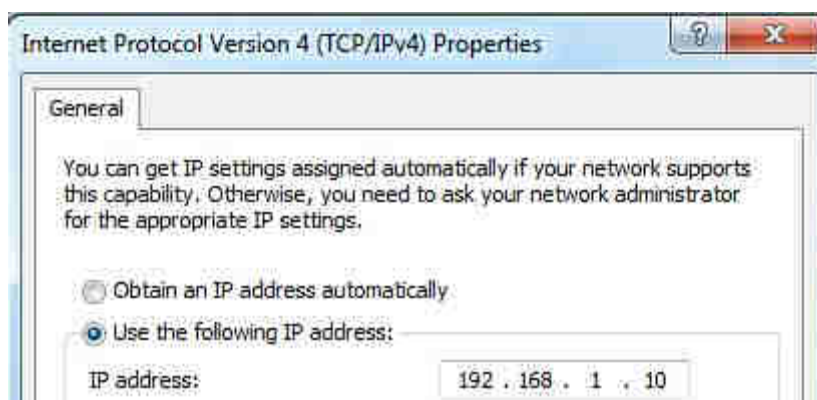 Internet Protocol Version 4 (TCP/IPv4) Properties
General
You can get IP settings assigned automatically if your network supports
this capability. Otherwise, you need to ask your network administrator
for the appropriate IP settings.
Obtain an IP address automatically
Use the following IP address:
IP address: 192 . 168 . 1 . 10